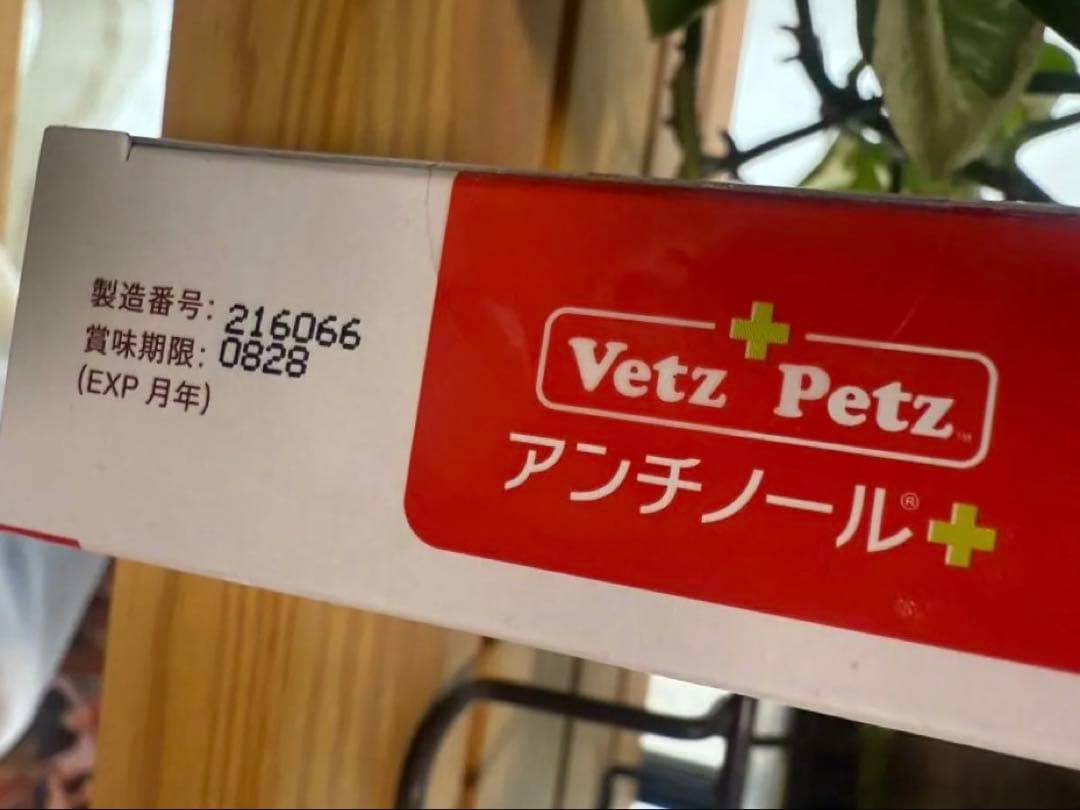 製造番号: 216066
賞味期限: 0828
(EXP 月年)
Vetz Petz™
アンチノール®